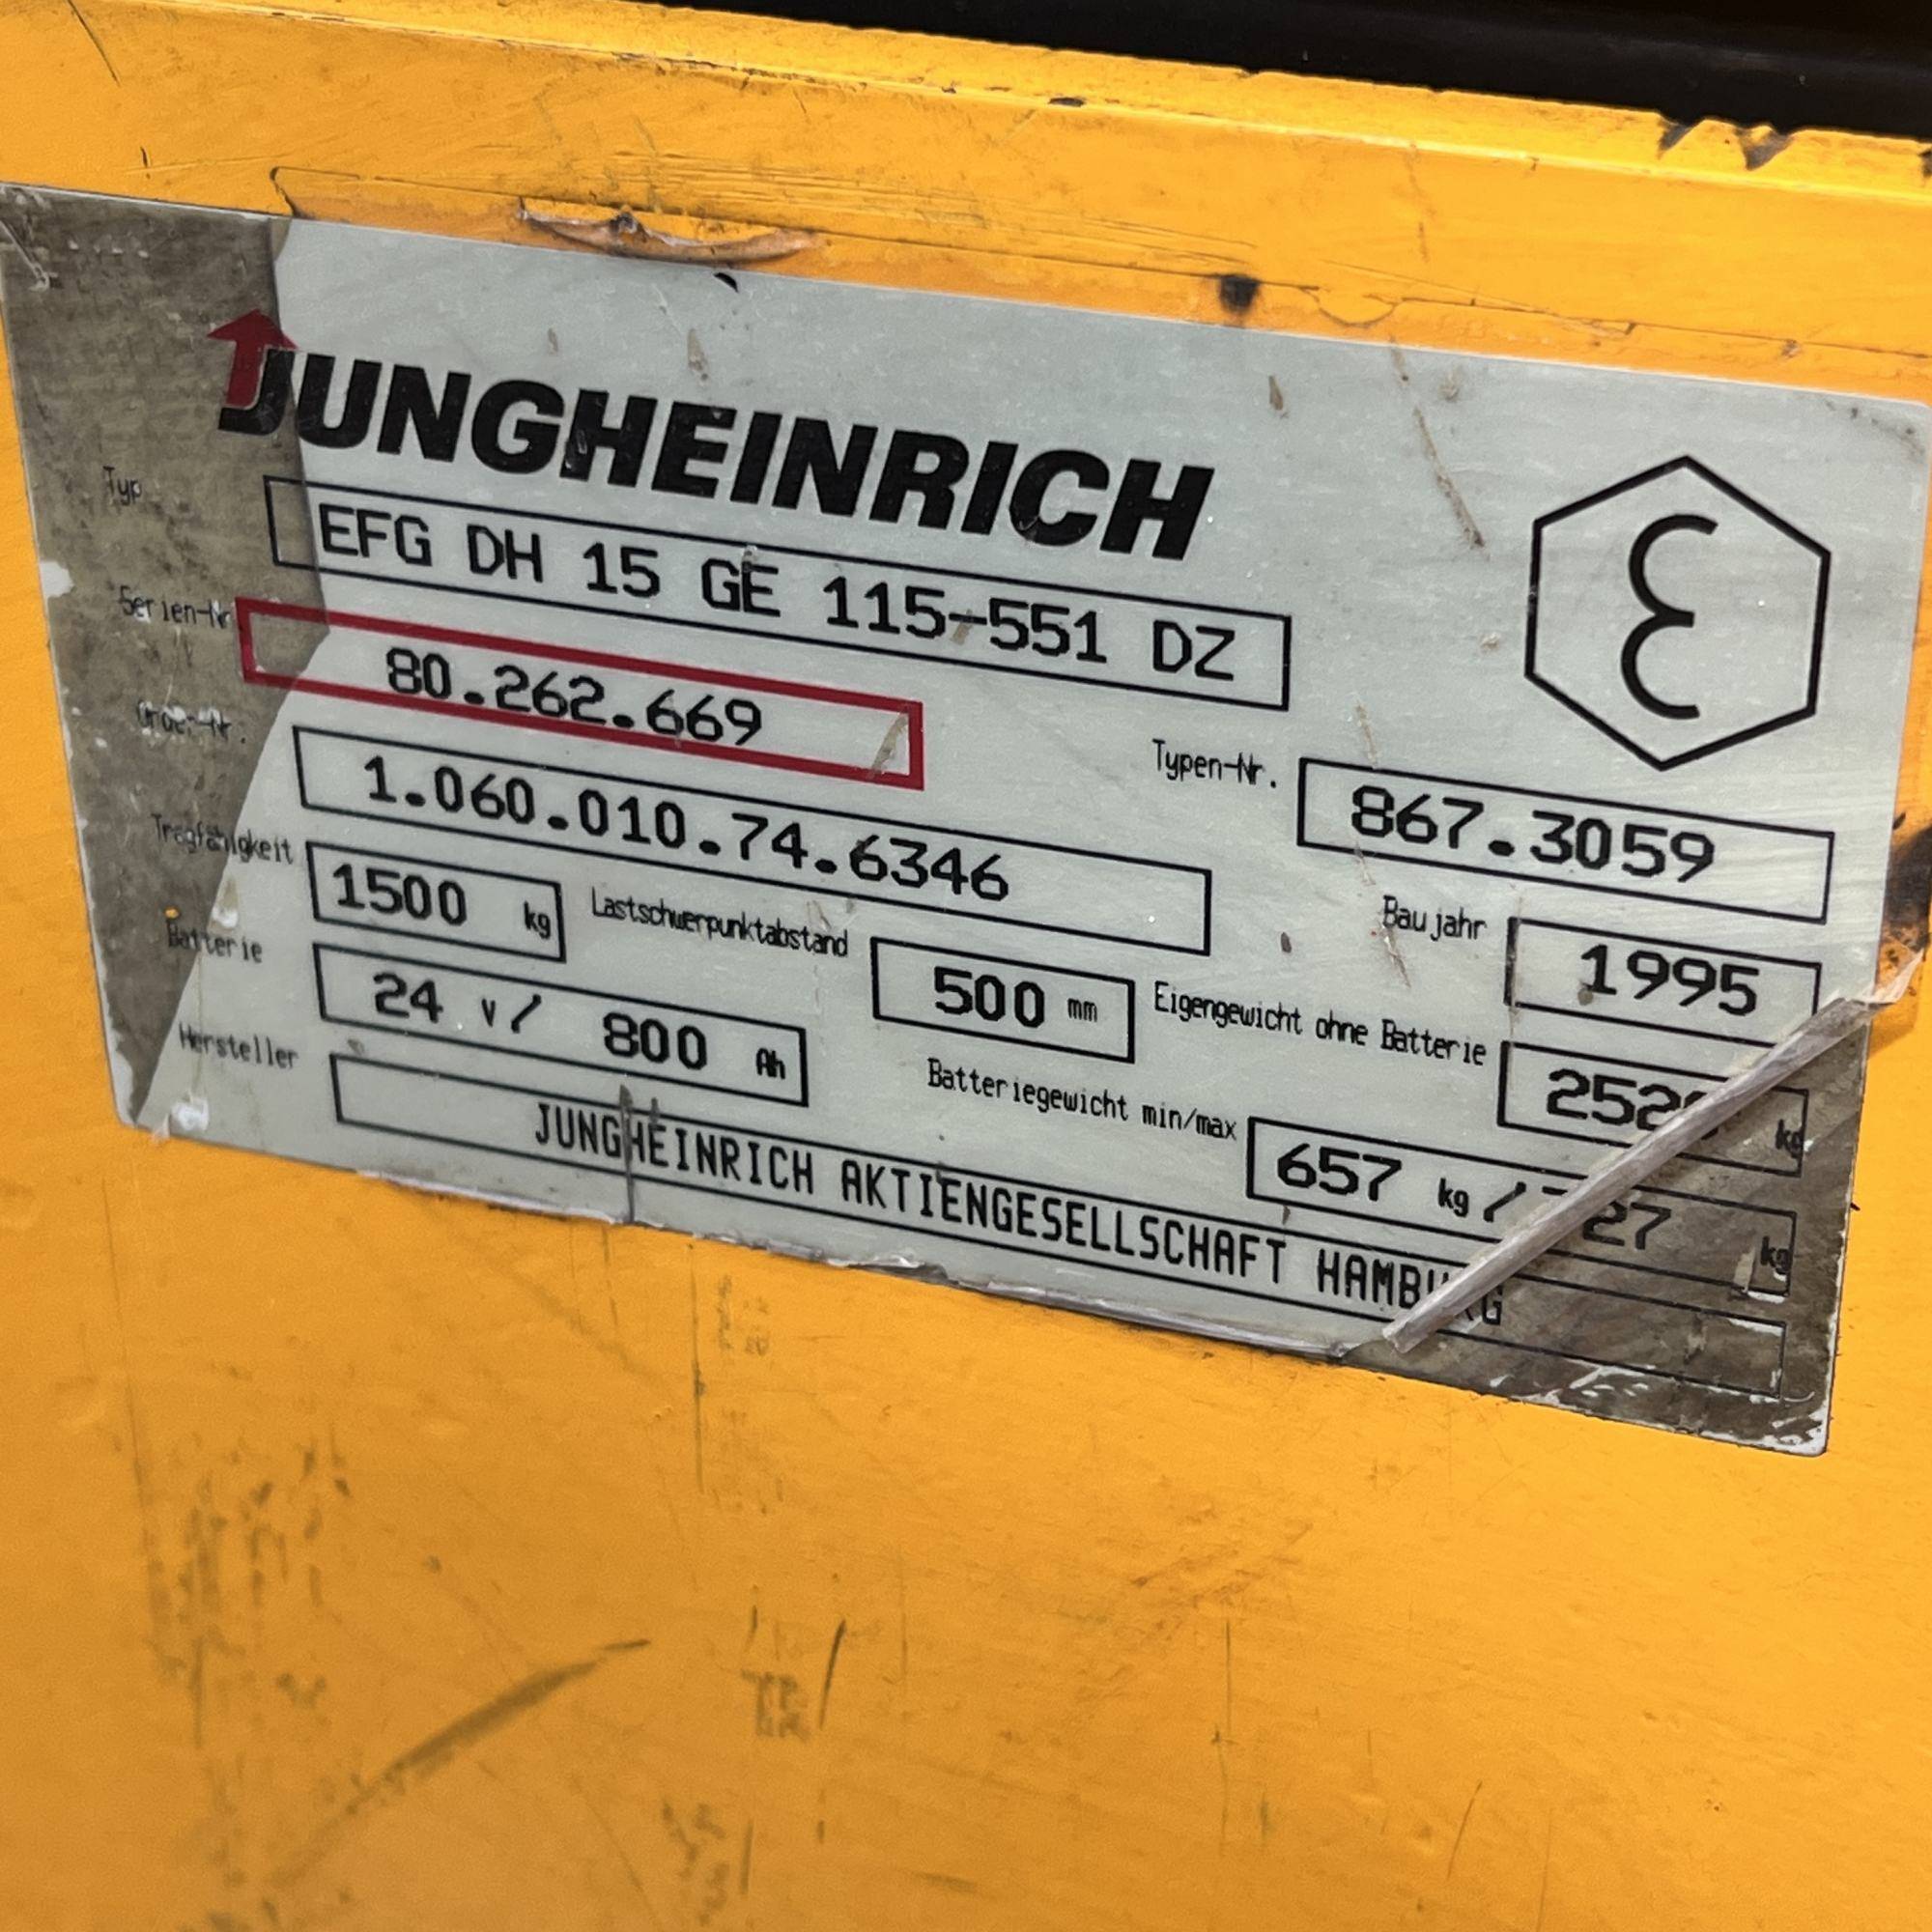 JUNGHEINRICH
Typ
EFG DH 15 GE 115-551 DZ
Serien-Nr
80.262.669
1.060.010.74.6346
Typen-Nr.
867.3059
Tragfähigkeit
1500 kg
Lastschwerpunktabstand
500 mm
Baujahr
1995
Batterie
24 v/ 800 Ah
Eigengewicht ohne Batterie
kg
Batteriegewicht min/max
657 kg / kg
Hersteller
JUNGHEINRICH AKTIENGESELLSCHAFT HAMBURG